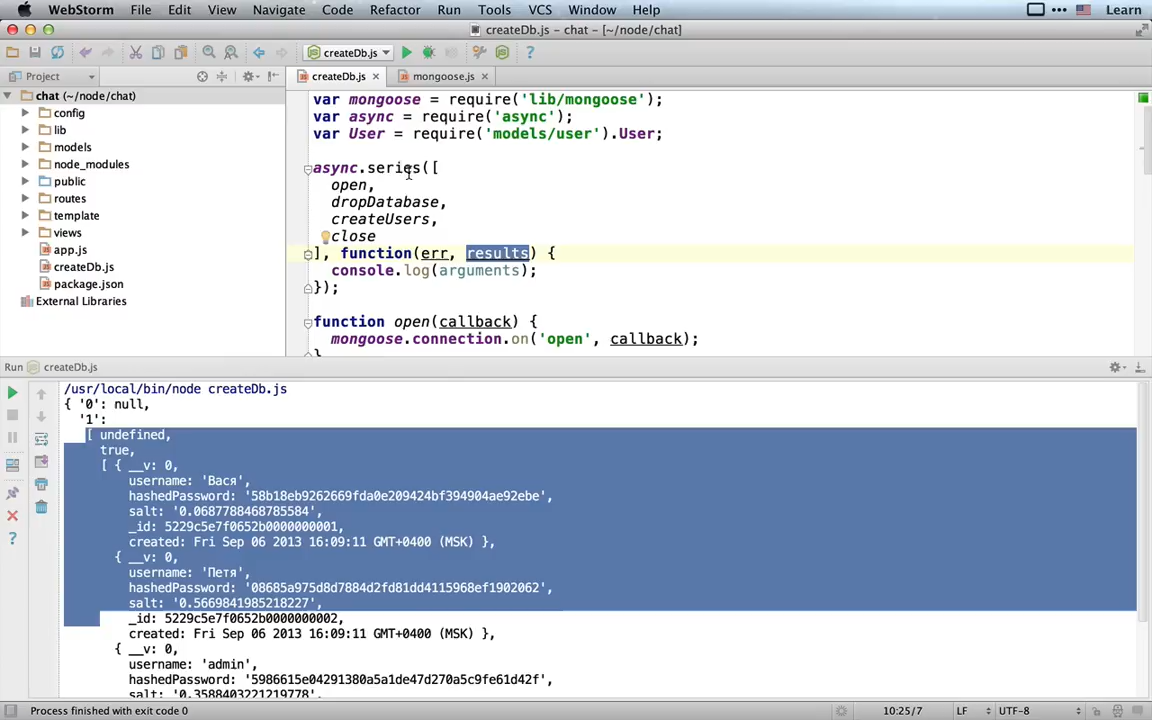 WebStorm File Edit View Navigate Code Refactor Run Tools VCS Window Help Learn
createDb.js – chat – [~/node/chat]
createDb.js
Project createDb.js mongoose.js
chat (~/node/chat)
config
lib
models
node_modules
public
routes
template
views
app.js
createDb.js
package.json
External Libraries
var mongoose = require('lib/mongoose');
var async = require('async');
var User = require('models/user').User;
async.series([
open,
dropDatabase,
createUsers,
close
], function(err, results) {
console.log(arguments);
});
function open(callback) {
mongoose.connection.on('open', callback);
}
Run createDb.js
/usr/local/bin/node createDb.js
{ '0': null,
'1':
[ undefined,
true,
[ { __v: 0,
username: 'Вася',
hashedPassword: '58b18eb9262669fda0e209424bf394904ae92ebe',
salt: '0.0687788468785584',
_id: 5229c5e7f0652b0000000001,
created: Fri Sep 06 2013 16:09:11 GMT+0400 (MSK) },
{ __v: 0,
username: 'Петя',
hashedPassword: '08685a975d8d7884d2fd81dd4115968ef1902062',
salt: '0.5669841985218227',
_id: 5229c5e7f0652b0000000002,
created: Fri Sep 06 2013 16:09:11 GMT+0400 (MSK) },
{ __v: 0,
username: 'admin',
hashedPassword: '5986615e04291380a5a1de47d270a5c9fe61d42f',
salt: '0.3588403221219778',
Process finished with exit code 0 10:25/7 LF UTF-8